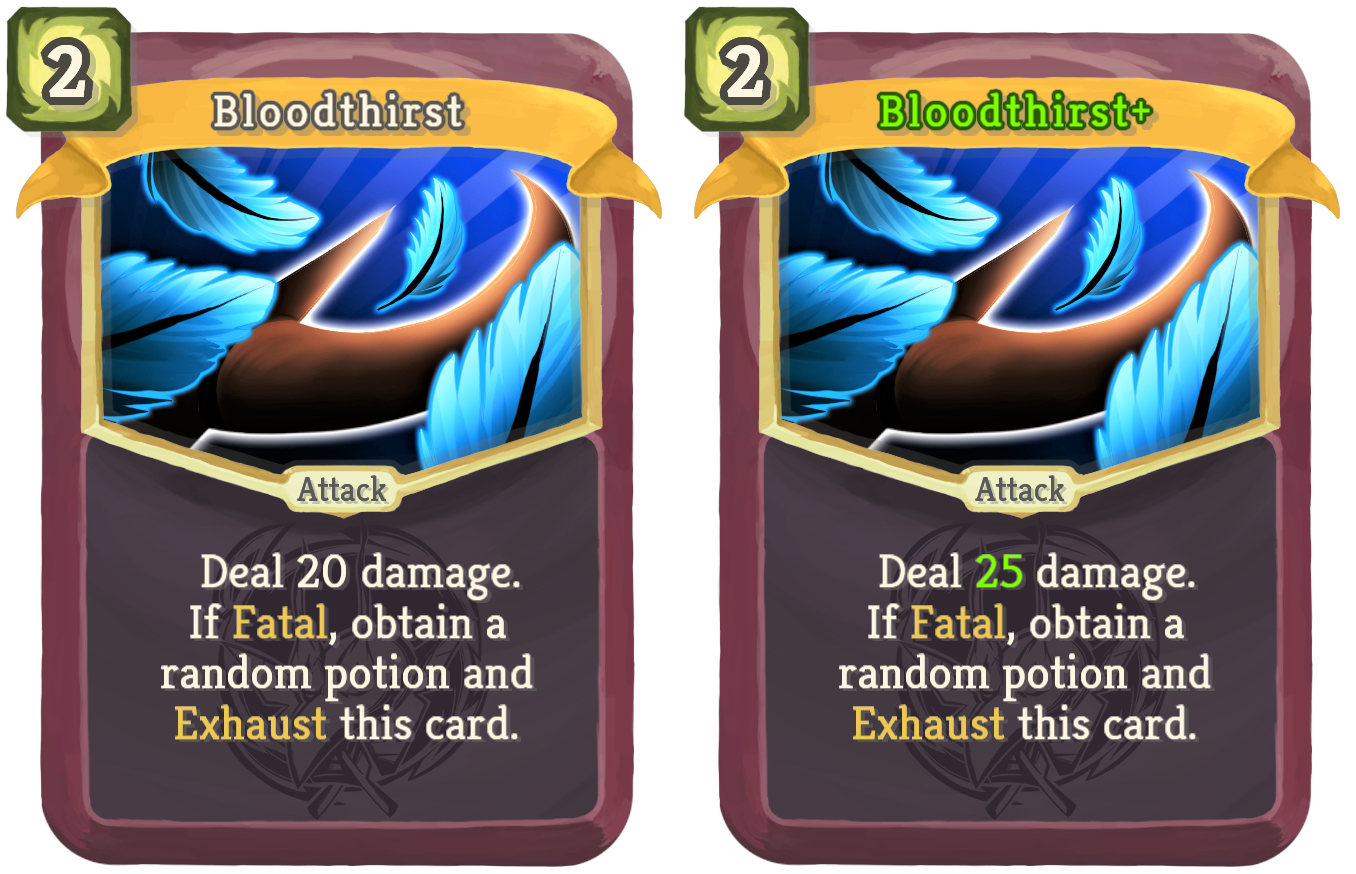 2
Bloodthirst
Attack
Deal 20 damage.
If Fatal, obtain a
random potion and
Exhaust this card.
2
Bloodthirst+
Attack
Deal 25 damage.
If Fatal, obtain a
random potion and
Exhaust this card.